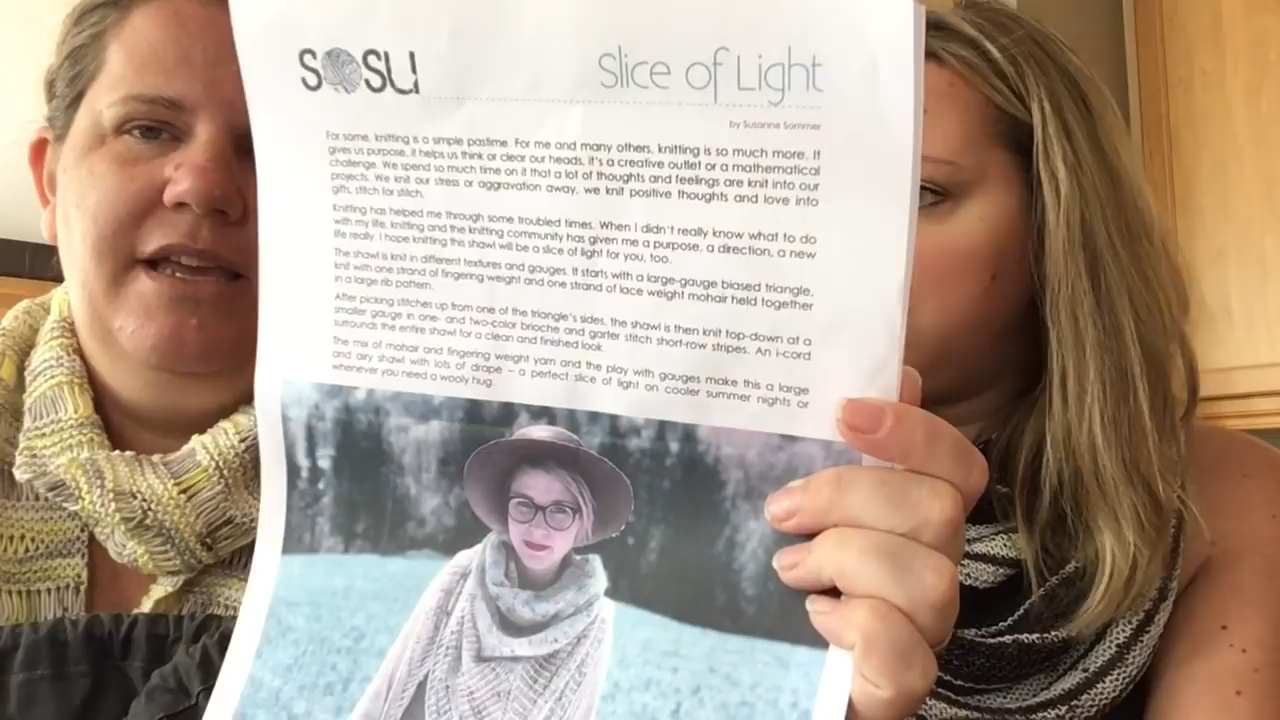 SOSU
Slice of Light
by Susanne Sommer
For some, knitting is a simple pastime. For me and many others, knitting is so much more. It
gives us purpose, it helps us think or clear our heads, it's a creative outlet or a mathematical
challenge. We spend so much time on it that a lot of thoughts and feelings are knit into our
projects. We knit our stress or aggravation away, we knit positive thoughts and love into
gifts, stitch for stitch.
Knitting has helped me through some troubled times. When I didn't really know what to do
with my life, knitting and the knitting community has given me a purpose, a direction, a new
life really. I hope knitting this shawl will be a slice of light for you, too.
The shawl is knit in different textures and gauges. It starts with a large-gauge biased triangle,
knit with one strand of fingering weight and one strand of lace weight mohair held together
in a large rib pattern.
After picking stitches up from one of the triangle's sides, the shawl is then knit top-down at a
smaller gauge in one- and two-color brioche and garter stitch short-row stripes. An i-cord
surrounds the entire shawl for a clean and finished look.
The mix of mohair and fingering weight yarn and the play with gauges make this a large
and airy shawl with lots of drape – a perfect slice of light on cooler summer nights or
whenever you need a wooly hug.